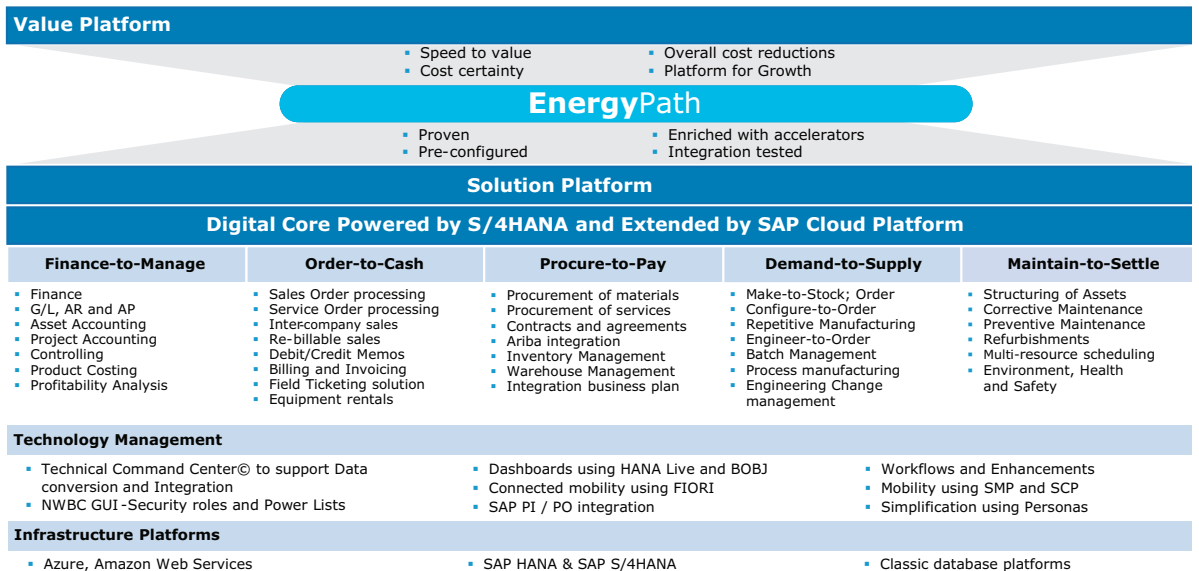 Value Platform
▪ Speed to value
▪ Cost certainty
▪ Overall cost reductions
▪ Platform for Growth
EnergyPath
▪ Proven
▪ Pre-configured
▪ Enriched with accelerators
▪ Integration tested
Solution Platform
Digital Core Powered by S/4HANA and Extended by SAP Cloud Platform
Finance-to-Manage
▪ Finance
▪ G/L, AR and AP
▪ Asset Accounting
▪ Project Accounting
▪ Controlling
▪ Product Costing
▪ Profitability Analysis
Order-to-Cash
▪ Sales Order processing
▪ Service Order processing
▪ Inter-company sales
▪ Re-billable sales
▪ Debit/Credit Memos
▪ Billing and Invoicing
▪ Field Ticketing solution
▪ Equipment rentals
Procure-to-Pay
▪ Procurement of materials
▪ Procurement of services
▪ Contracts and agreements
▪ Ariba integration
▪ Inventory Management
▪ Warehouse Management
▪ Integration business plan
Demand-to-Supply
▪ Make-to-Stock; Order
▪ Configure-to-Order
▪ Repetitive Manufacturing
▪ Engineer-to-Order
▪ Batch Management
▪ Process manufacturing
▪ Engineering Change
management
Maintain-to-Settle
▪ Structuring of Assets
▪ Corrective Maintenance
▪ Preventive Maintenance
▪ Refurbishments
▪ Multi-resource scheduling
▪ Environment, Health
and Safety
Technology Management
▪ Technical Command Center© to support Data
conversion and Integration
▪ NWBC GUI-Security roles and Power Lists
▪ Dashboards using HANA Live and BOBJ
▪ Connected mobility using FIORI
▪ SAP PI / PO integration
▪ Workflows and Enhancements
▪ Mobility using SMP and SCP
▪ Simplification using Personas
Infrastructure Platforms
▪ Azure, Amazon Web Services
▪ SAP HANA & SAP S/4HANA
▪ Classic database platforms